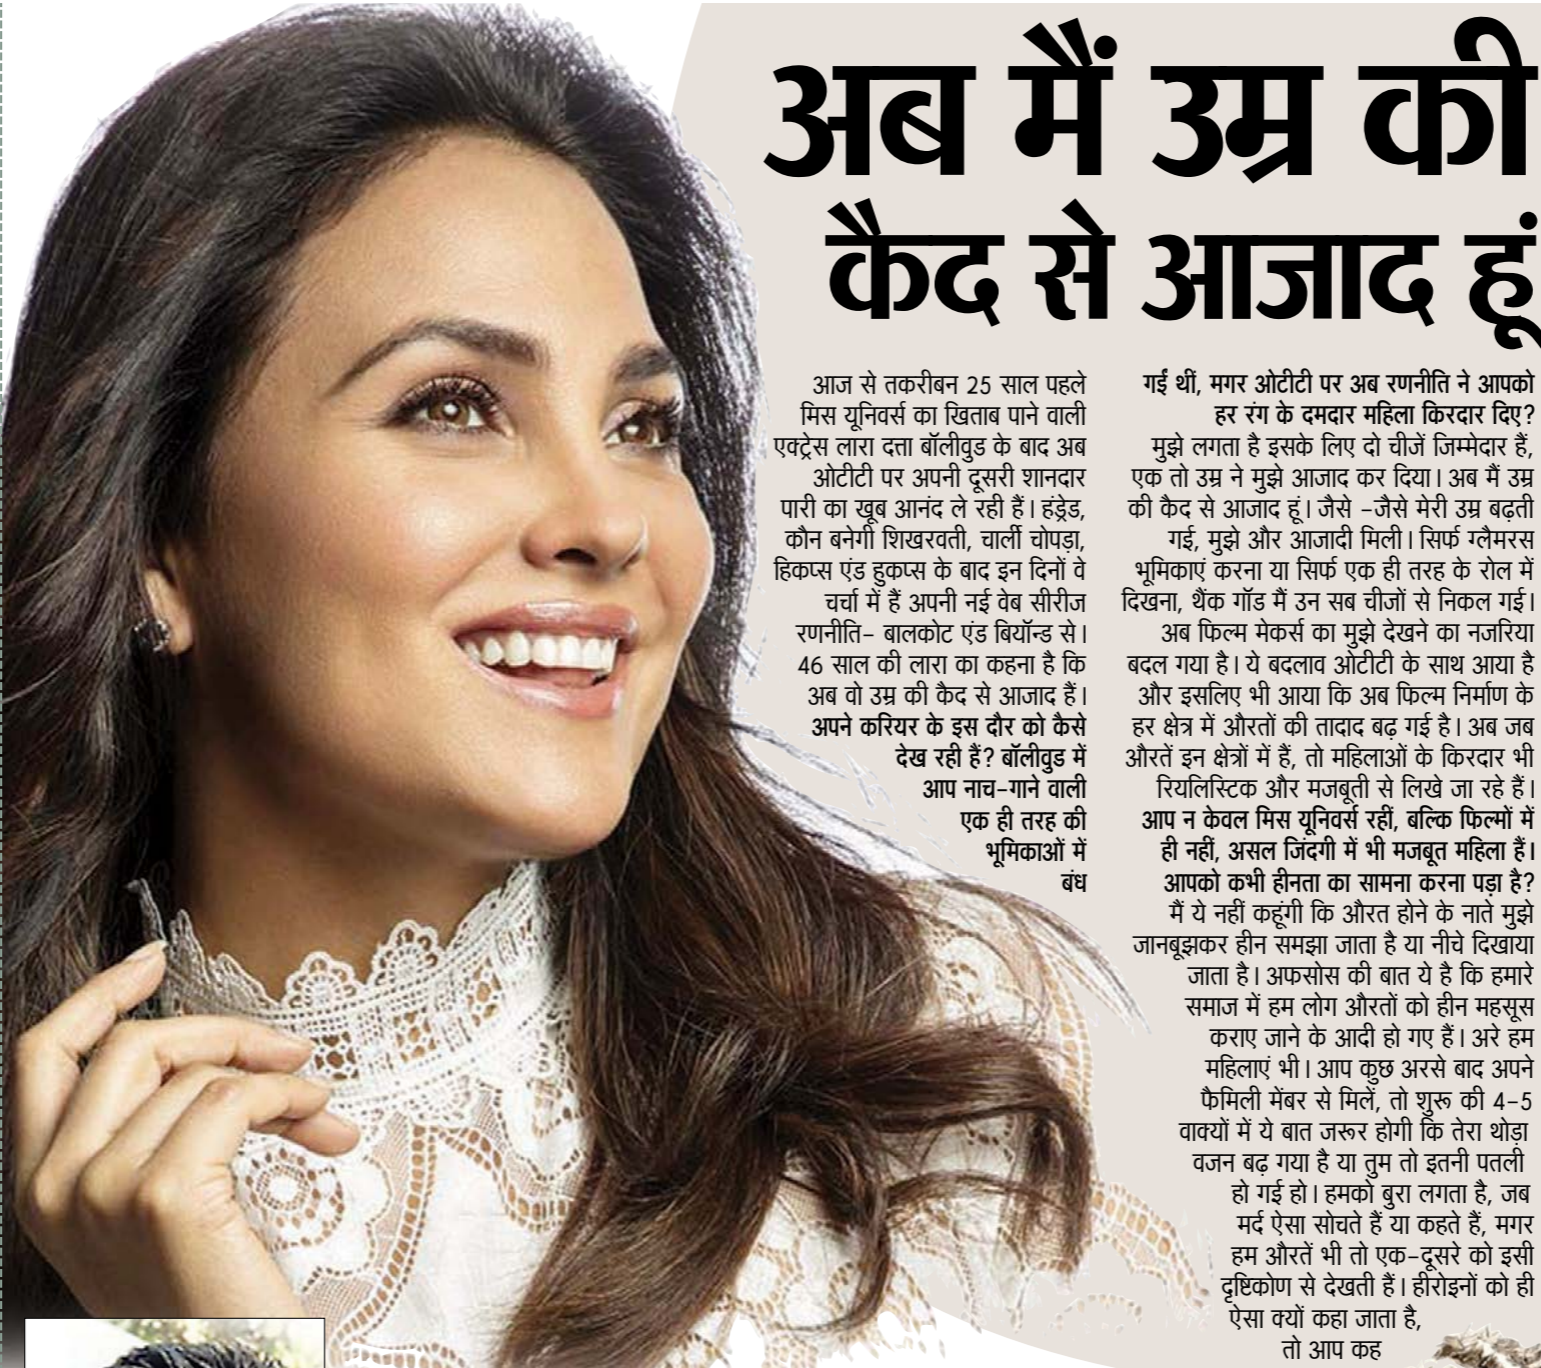 अब मैं उम्र की
कैद से आजाद हूं
आज से तकरीबन 25 साल पहले
मिस यूनिवर्स का खिताब पाने वाली
एक्ट्रेस लारा दत्ता बॉलीवुड के बाद अब
ओटीटी पर अपनी दूसरी शानदार
पारी का खूब आनंद ले रही हैं। हंड्रेड,
कौन बनेगी शिखरवती, चार्ली चोपड़ा,
हिकप्स एंड हुकप्स के बाद इन दिनों वे
चर्चा में हैं अपनी नई वेब सीरीज
रणनीति- बालकोट एंड बियॉन्ड से।
46 साल की लारा का कहना है कि
अब वो उम्र की कैद से आजाद हैं।
अपने करियर के इस दौर को कैसे
देख रही हैं? बॉलीवुड में
आप नाच-गाने वाली
एक ही तरह की
भूमिकाओं में
बंध
गईं थीं, मगर ओटीटी पर अब रणनीति ने आपको
हर रंग के दमदार महिला किरदार दिए?
मुझे लगता है इसके लिए दो चीजें जिम्मेदार हैं,
एक तो उम्र ने मुझे आजाद कर दिया। अब मैं उम्र
की कैद से आजाद हूं। जैसे -जैसे मेरी उम्र बढ़ती
गई, मुझे और आजादी मिली। सिर्फ ग्लैमरस
भूमिकाएं करना या सिर्फ एक ही तरह के रोल में
दिखना, थैंक गॉड मैं उन सब चीजों से निकल गई।
अब फिल्म मेकर्स का मुझे देखने का नजरिया
बदल गया है। ये बदलाव ओटीटी के साथ आया है
और इसलिए भी आया कि अब फिल्म निर्माण के
हर क्षेत्र में औरतों की तादाद बढ़ गई है। अब जब
औरतें इन क्षेत्रों में हैं, तो महिलाओं के किरदार भी
रियलिस्टिक और मजबूती से लिखे जा रहे हैं।
आप न केवल मिस यूनिवर्स रहीं, बल्कि फिल्मों में
ही नहीं, असल जिंदगी में भी मजबूत महिला हैं।
आपको कभी हीनता का सामना करना पड़ा है?
मैं ये नहीं कहूंगी कि औरत होने के नाते मुझे
जानबूझकर हीन समझा जाता है या नीचे दिखाया
जाता है। अफसोस की बात ये है कि हमारे
समाज में हम लोग औरतों को हीन महसूस
कराए जाने के आदी हो गए हैं। अरे हम
महिलाएं भी। आप कुछ अरसे बाद अपने
फैमिली मेंबर से मिलें, तो शुरू की 4-5
वाक्यों में ये बात जरूर होगी कि तेरा थोड़ा
वजन बढ़ गया है या तुम तो इतनी पतली
हो गई हो। हमको बुरा लगता है, जब
मर्द ऐसा सोचते हैं या कहते हैं, मगर
हम औरतें भी तो एक-दूसरे को इसी
दृष्टिकोण से देखती हैं। हीरोइनों को ही
ऐसा क्यों कहा जाता है,
तो आप कह